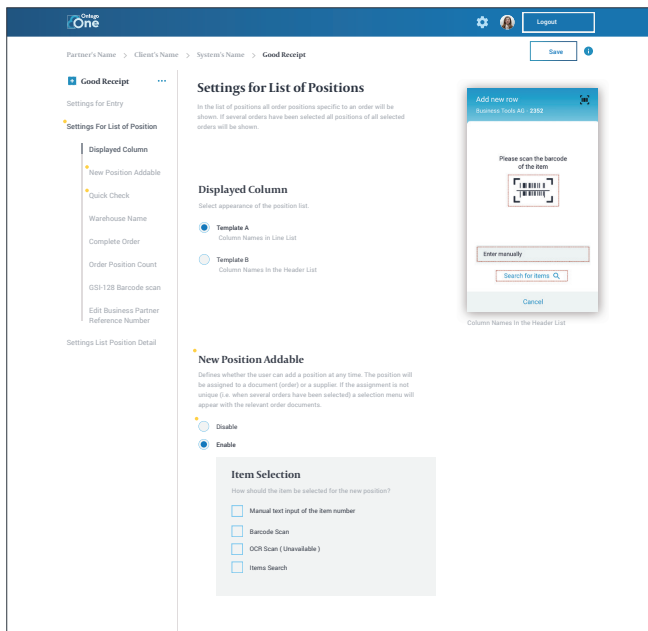 Onlego
One
Logout
Partner's Name > Client's Name > System's Name > Good Receipt
Save
Good Receipt
Settings for Entry
Settings For List of Position
Displayed Column
New Position Addable
Quick Check
Warehouse Name
Complete Order
Order Position Count
GSI-128 Barcode scan
Edit Business Partner
Reference Number
Settings List Position Detail
Settings for List of Positions
In the list of positions all order positions specific to an order will be
shown. If several orders have been selected all positions of all selected
orders will be shown.
Displayed Column
Select appearance of the position list.
Template A
Column Names in Line List
Template B
Column Names In the Header List
New Position Addable
Defines whether the user can add a position at any time. The position will
be assigned to a document (order) or a supplier. If the assignment is not
unique (i.e. when several orders have been selected) a selection menu will
appear with the relevant order documents.
Disable
Enable
Item Selection
How should the item be selected for the new position?
Manual text input of the item number
Barcode Scan
OCR Scan ( Unavailable )
Items Search
Add new row
Business Tools AG - 2352
Please scan the barcode
of the item
Enter manually
Search for items
Cancel
Column Names In the Header List